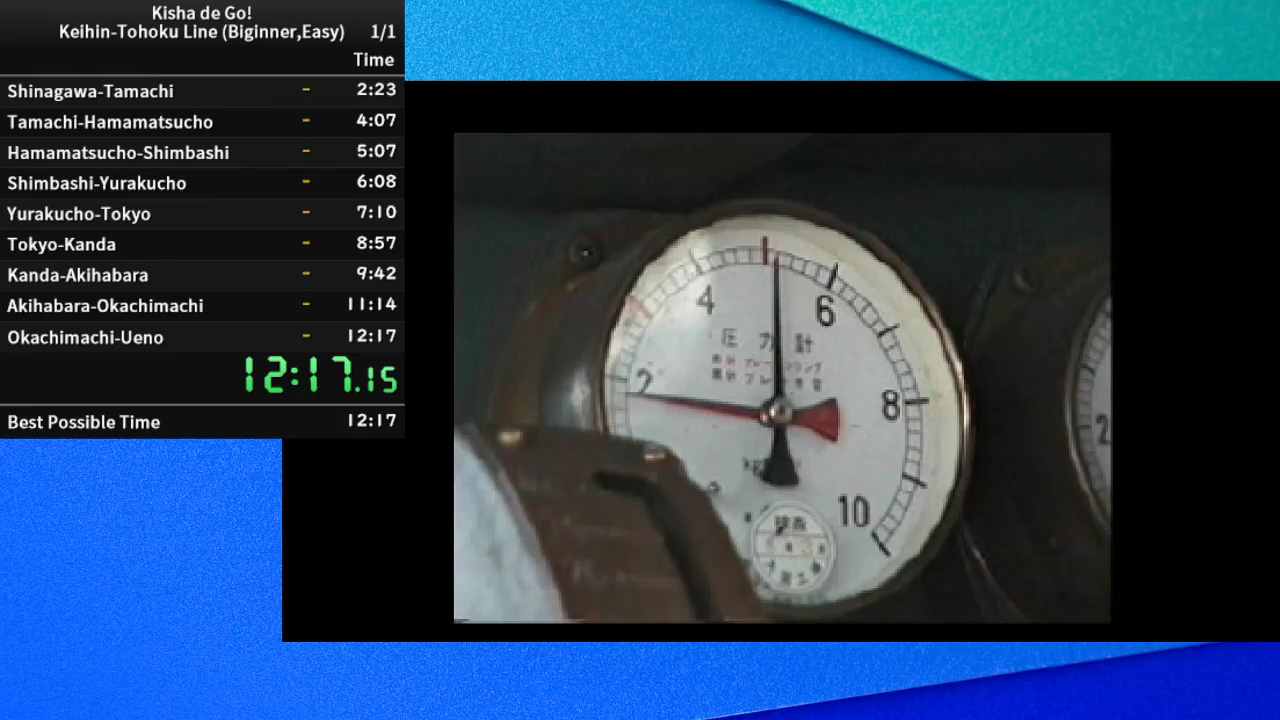 Kisha de Go!
Keihin-Tohoku Line (Biginner,Easy) 1/1
Time
Shinagawa-Tamachi - 2:23
Tamachi-Hamamatsucho - 4:07
Hamamatsucho-Shimbashi - 5:07
Shimbashi-Yurakucho - 6:08
Yurakucho-Tokyo - 7:10
Tokyo-Kanda - 8:57
Kanda-Akihabara - 9:42
Akihabara-Okachimachi - 11:14
Okachimachi-Ueno - 12:17
12:17.15
Best Possible Time 12:17
4
6
圧力計
2
8
10
2